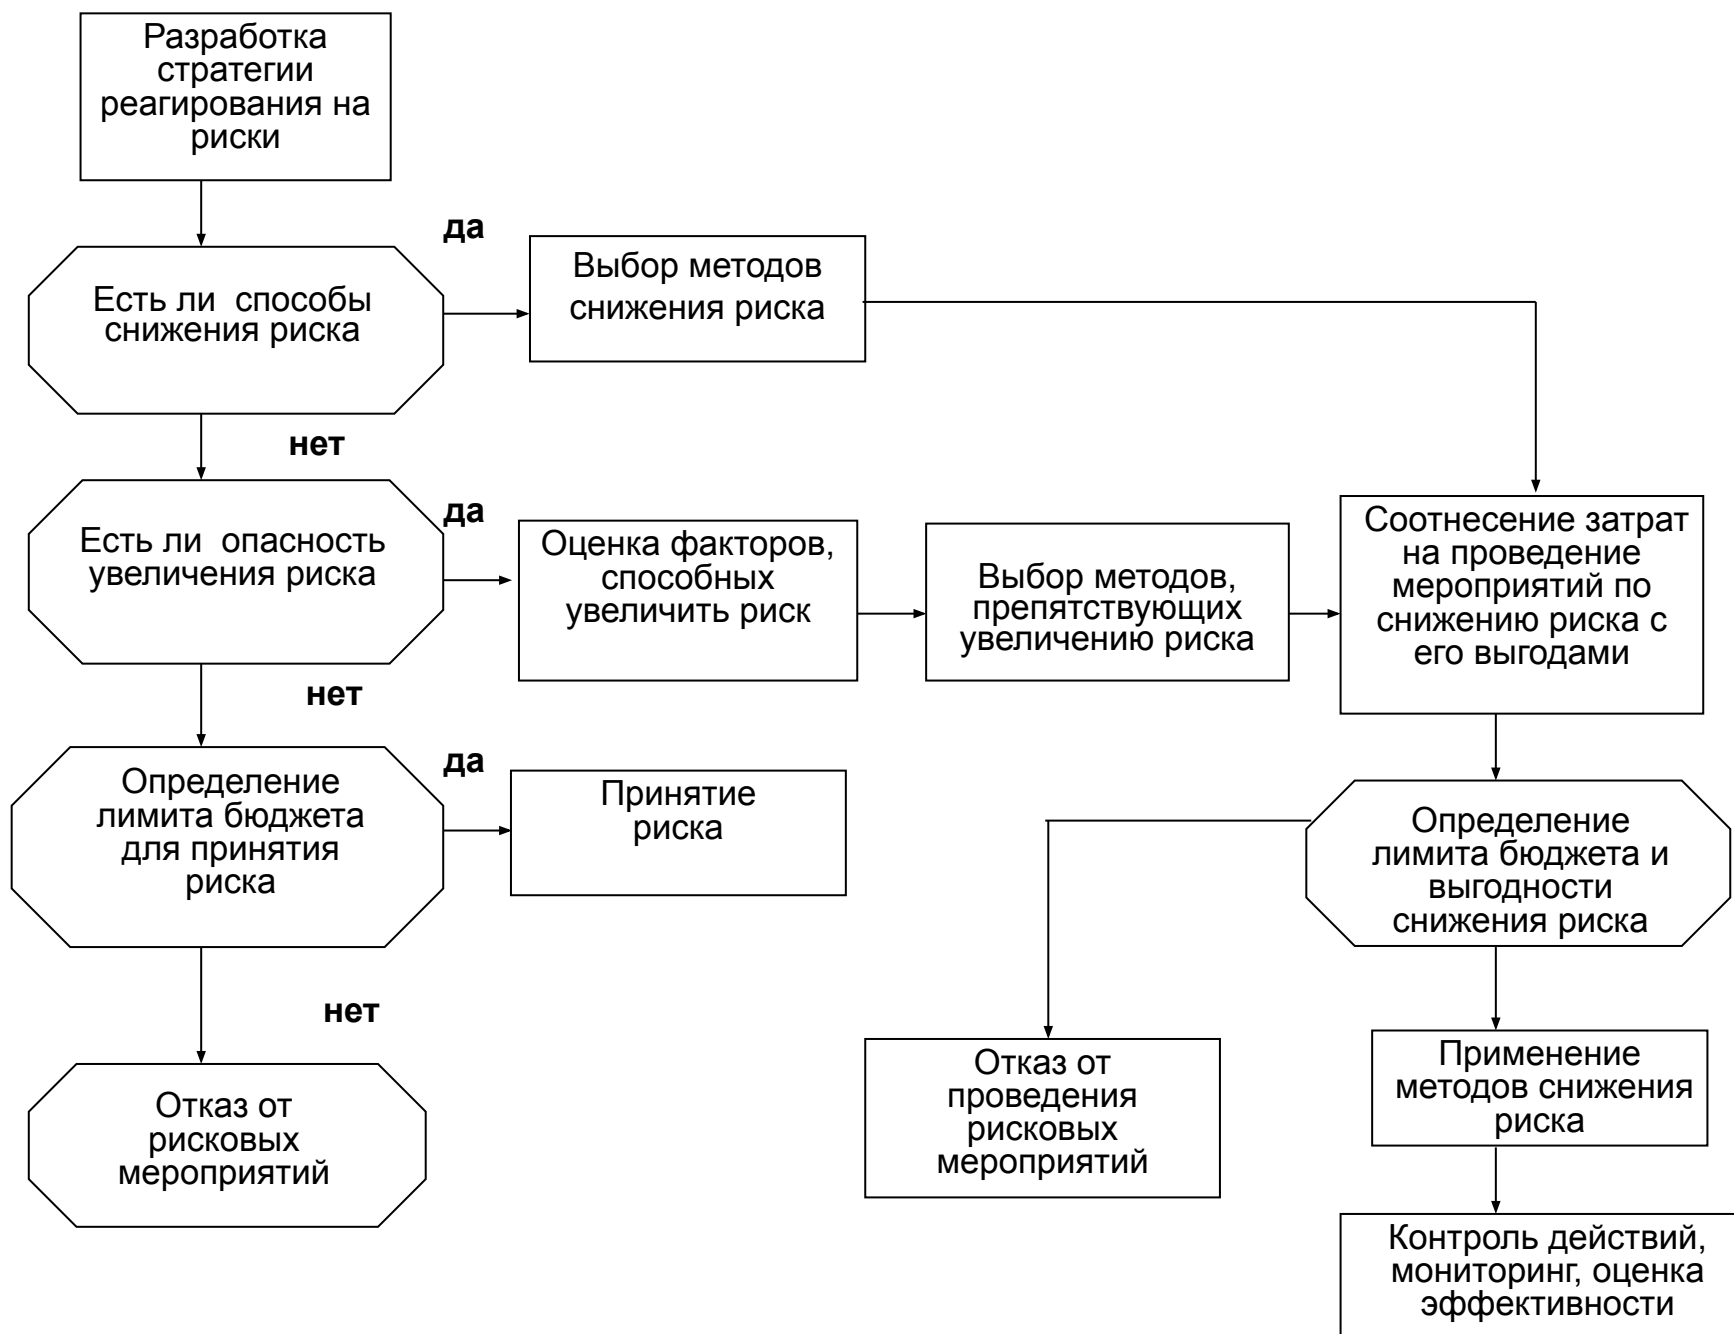 Разработка
стратегии
реагирования на
риски
да
Есть ли способы
снижения риска
Выбор методов
снижения риска
нет
да
Есть ли опасность
увеличения риска
Оценка факторов,
способных
увеличить риск
Выбор методов,
препятствующих
увеличению риска
Соотнесение затрат
на проведение
мероприятий по
снижению риска с
его выгодами
нет
да
Определение
лимита бюджета
для принятия
риска
Принятие
риска
Определение
лимита бюджета и
выгодности
снижения риска
нет
Отказ от
рисковых
мероприятий
Отказ от
проведения
рисковых
мероприятий
Применение
методов снижения
риска
Контроль действий,
мониторинг, оценка
эффективности